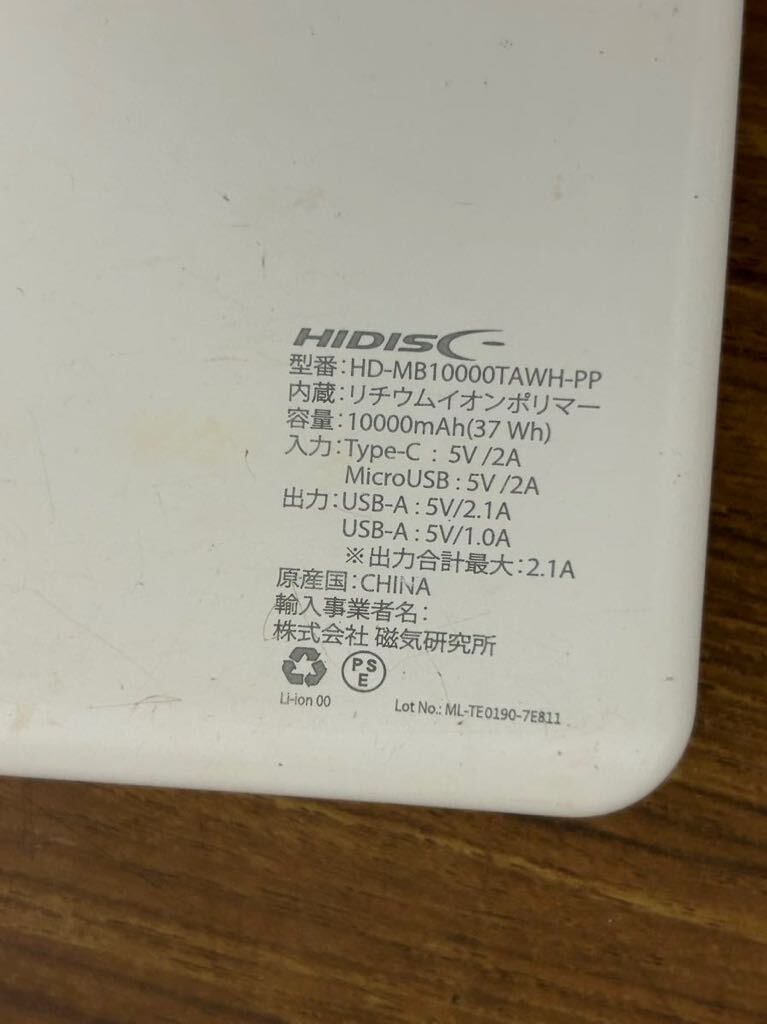 HIDISC
型番:HD-MB10000TAWH-PP
内蔵:リチウムイオンポリマー
容量:10000mAh(37 Wh)
入力:Type-C : 5V /2A
MicroUSB : 5V /2A
出力:USB-A : 5V/2.1A
USB-A : 5V/1.0A
※出力合計最大:2.1A
原産国:CHINA
輸入事業者名:
株式会社 磁気研究所
PSE
Li-ion 00
Lot No.: ML-TE0190-7E811